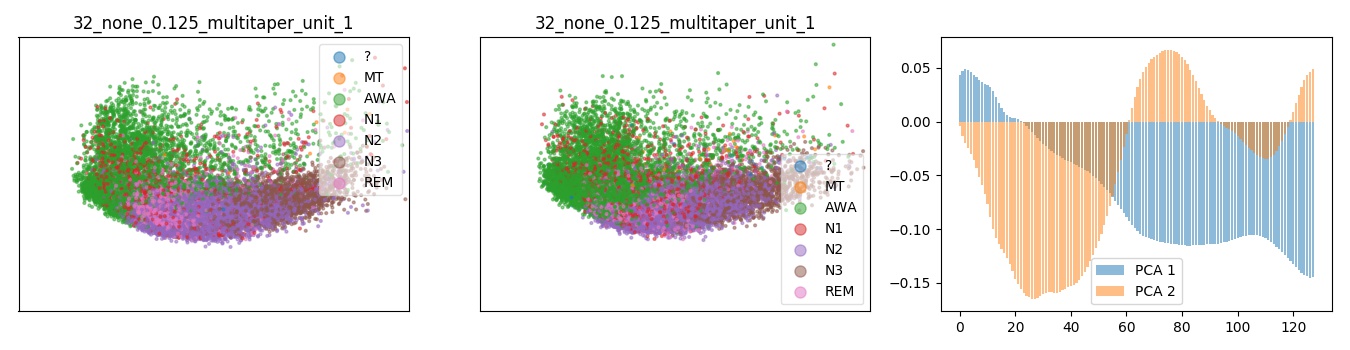 32_none_0.125_multitaper_unit_1
?
MT
AWA
N1
N2
N3
REM
32_none_0.125_multitaper_unit_1
?
MT
AWA
N1
N2
N3
REM
0.05
0.00
−0.05
−0.10
−0.15
PCA 1
PCA 2
0 20 40 60 80 100 120